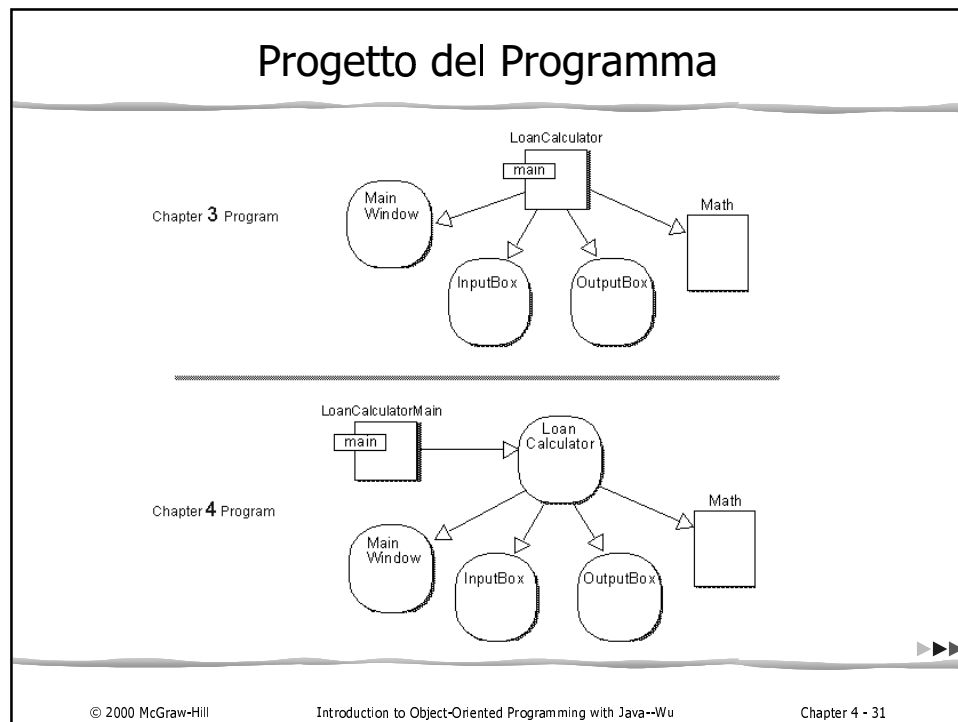 Progetto del Programma
LoanCalculator
main
Main
Window
Math
Chapter 3 Program
InputBox
OutputBox
LoanCalculatorMain
main
Loan
Calculator
Math
Chapter 4 Program
Main
Window
InputBox
OutputBox
© 2000 McGraw-Hill
Introduction to Object-Oriented Programming with Java--Wu
Chapter 4 - 31